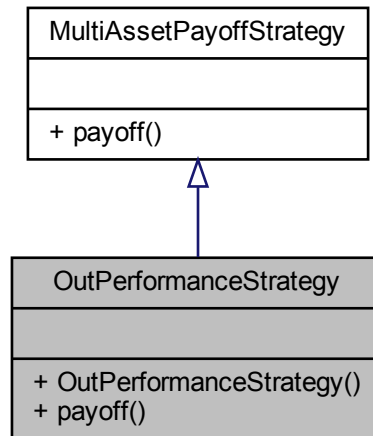 MultiAssetPayoffStrategy
+ payoff()
OutPerformanceStrategy
+ OutPerformanceStrategy()
+ payoff()